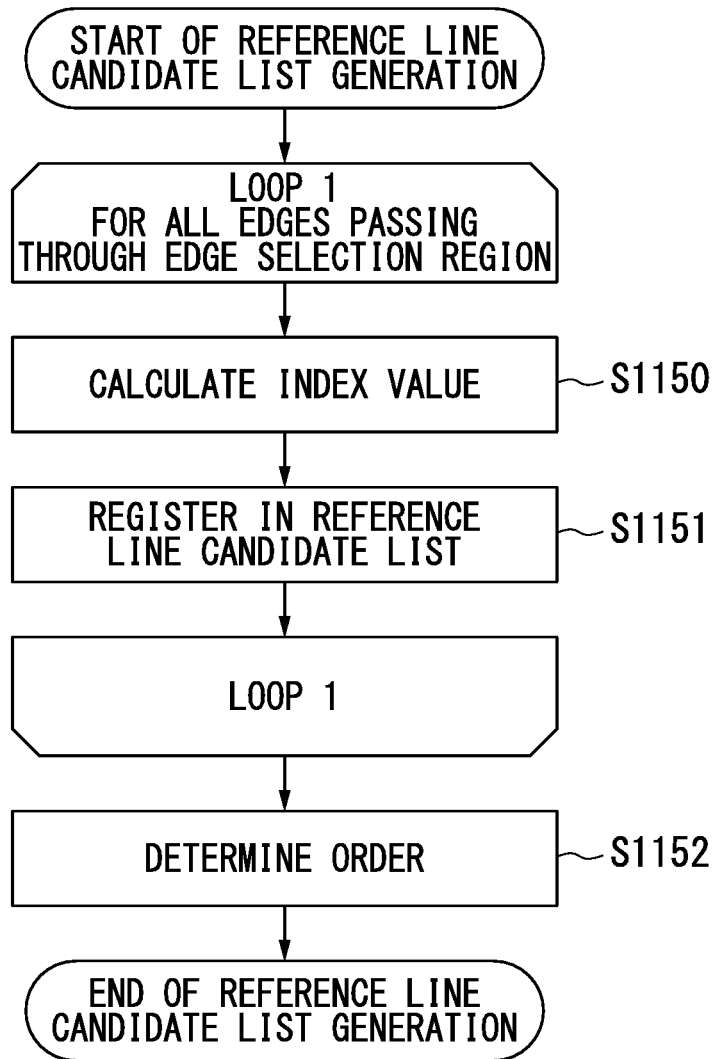 START OF REFERENCE LINE
CANDIDATE LIST GENERATION
LOOP 1
FOR ALL EDGES PASSING
THROUGH EDGE SELECTION REGION
CALCULATE INDEX VALUE
S1150
REGISTER IN REFERENCE
LINE CANDIDATE LIST
S1151
LOOP 1
DETERMINE ORDER
S1152
END OF REFERENCE LINE
CANDIDATE LIST GENERATION